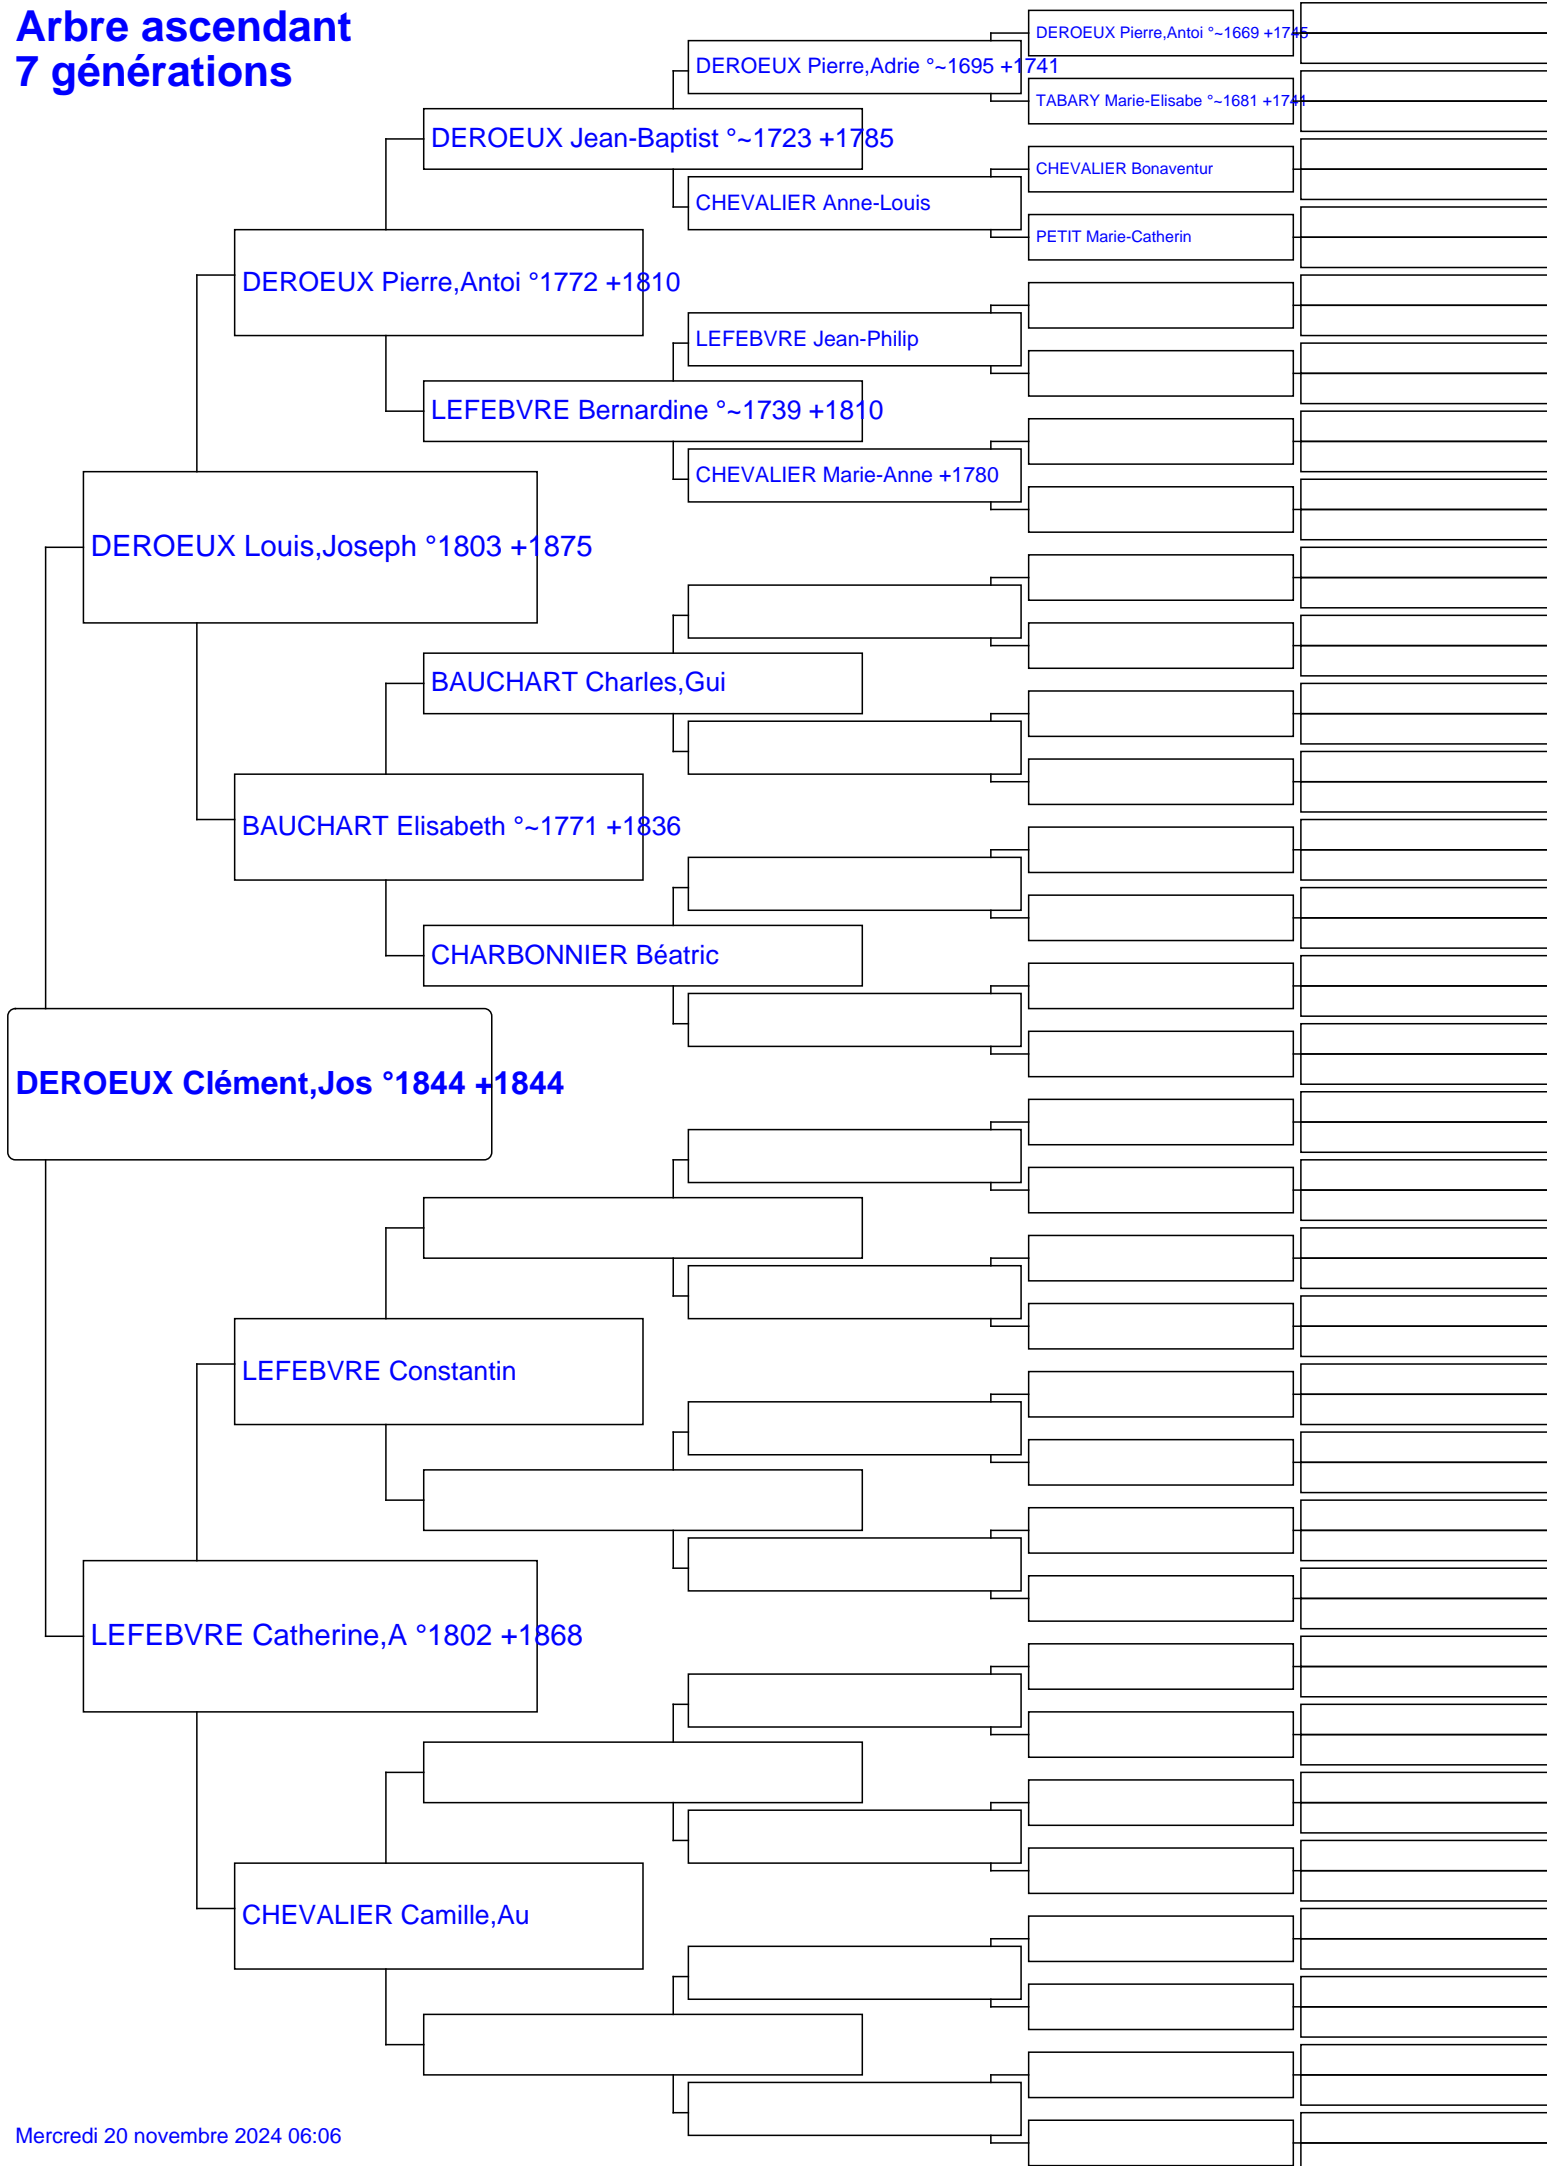 Arbre ascendant
7 générations
DEROEUX Pierre,Antoi °~1669 +1745
DEROEUX Pierre,Adrie °~1695 +1741
TABARY Marie-Elisabe °~1681 +1741
DEROEUX Jean-Baptist °~1723 +1785
CHEVALIER Bonaventur
CHEVALIER Anne-Louis
PETIT Marie-Catherin
DEROEUX Pierre,Antoi °1772 +1810
LEFEBVRE Jean-Philip
LEFEBVRE Bernardine °~1739 +1810
CHEVALIER Marie-Anne +1780
DEROEUX Louis,Joseph °1803 +1875
BAUCHART Charles,Gui
BAUCHART Elisabeth °~1771 +1836
CHARBONNIER Béatric
DEROEUX Clément,Jos °1844 +1844
LEFEBVRE Constantin
LEFEBVRE Catherine,A °1802 +1868
CHEVALIER Camille,Au
Mercredi 20 novembre 2024 06:06